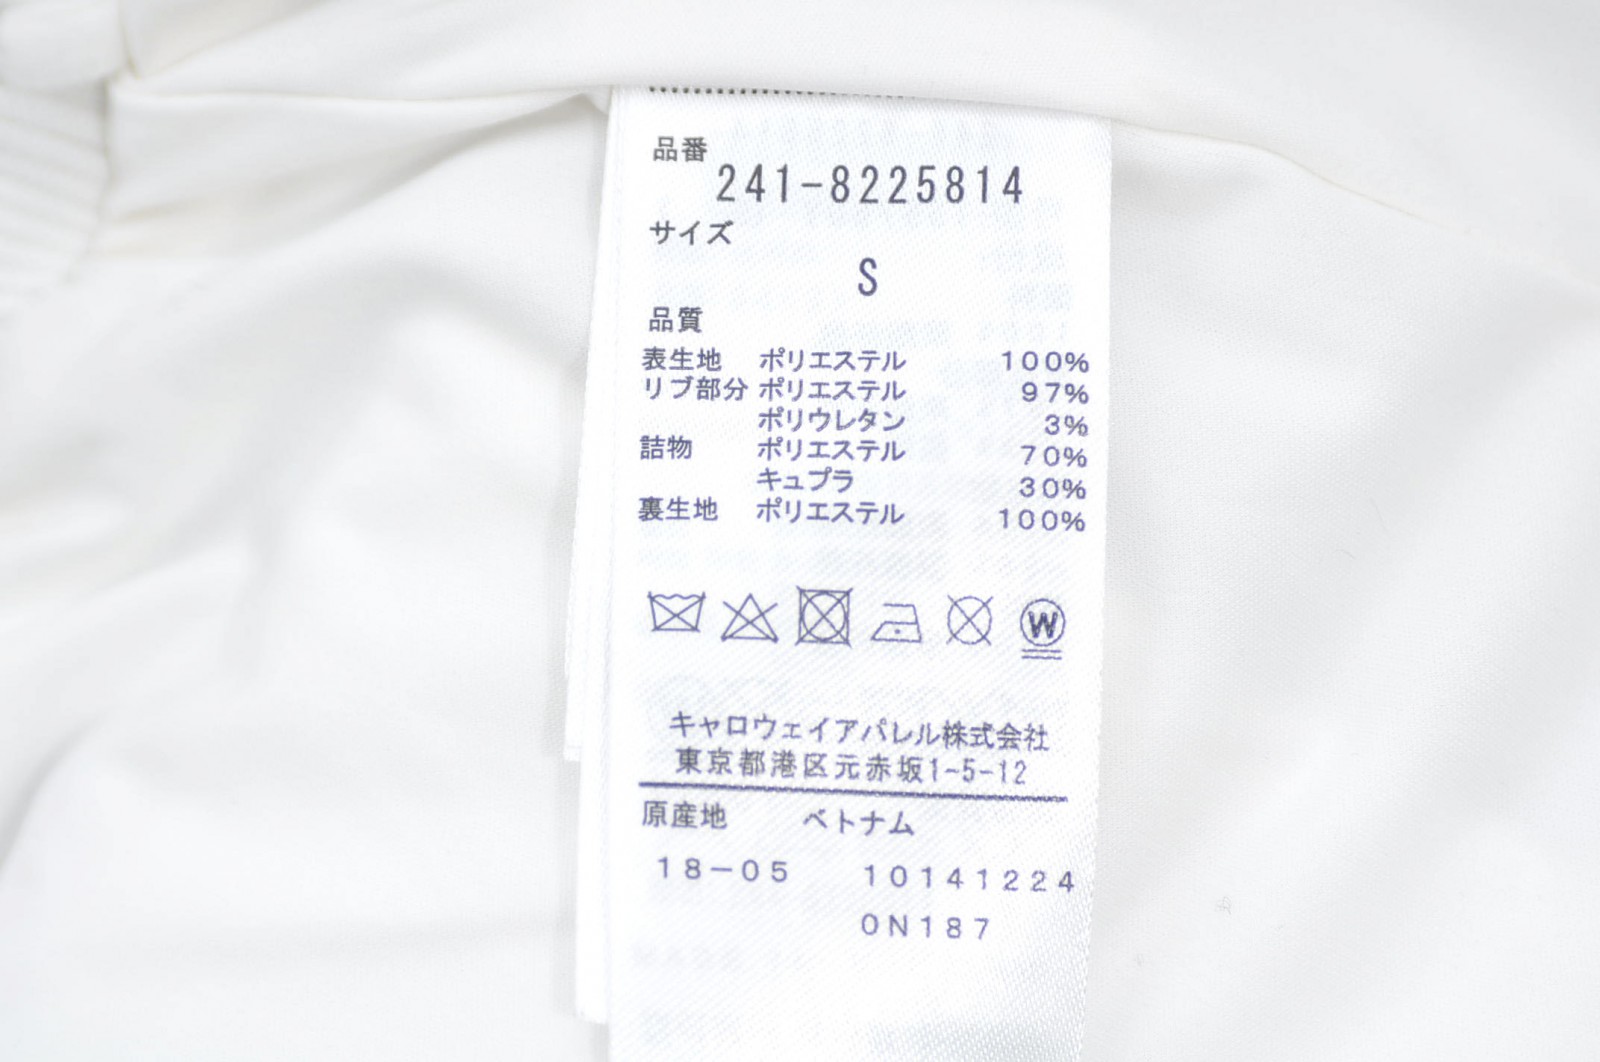 品番
241-8225814
サイズ
S
品質
表生地 ポリエステル 100%
リブ部分 ポリエステル 97%
ポリウレタン 3%
詰物 ポリエステル 70%
キュプラ 30%
裏生地 ポリエステル 100%
W
キャロウェイアパレル株式会社
東京都港区元赤坂1-5-12
原産地 ベトナム
18-05 10141224
0N187